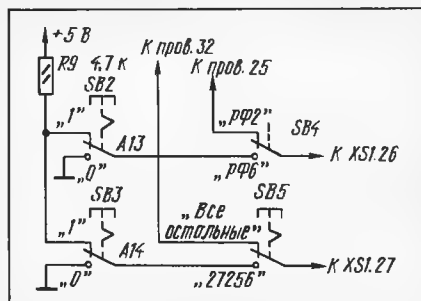 +5 В
R9 4,7 к
К пров. 32
К пров. 25
SB2
„1"
A13
„0"
„РФ2"
SB4
К XS1.26
„РФ6"
SB3
SB5
„1"
A14
„0"
„Все остальные"
К XS1.27
„27256"